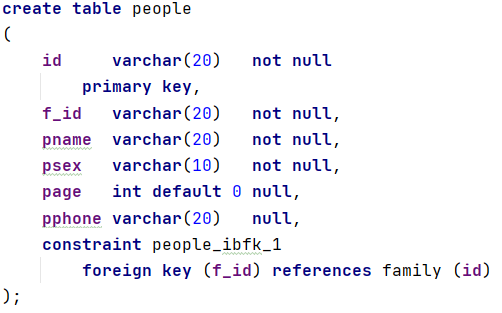 create table people
(
    id     varchar(20)   not null
        primary key,
    f_id   varchar(20)   not null,
    pname  varchar(20)   not null,
    psex   varchar(10)   not null,
    page   int default 0 null,
    pphone varchar(20)   null,
    constraint people_ibfk_1
        foreign key (f_id) references family (id)
);